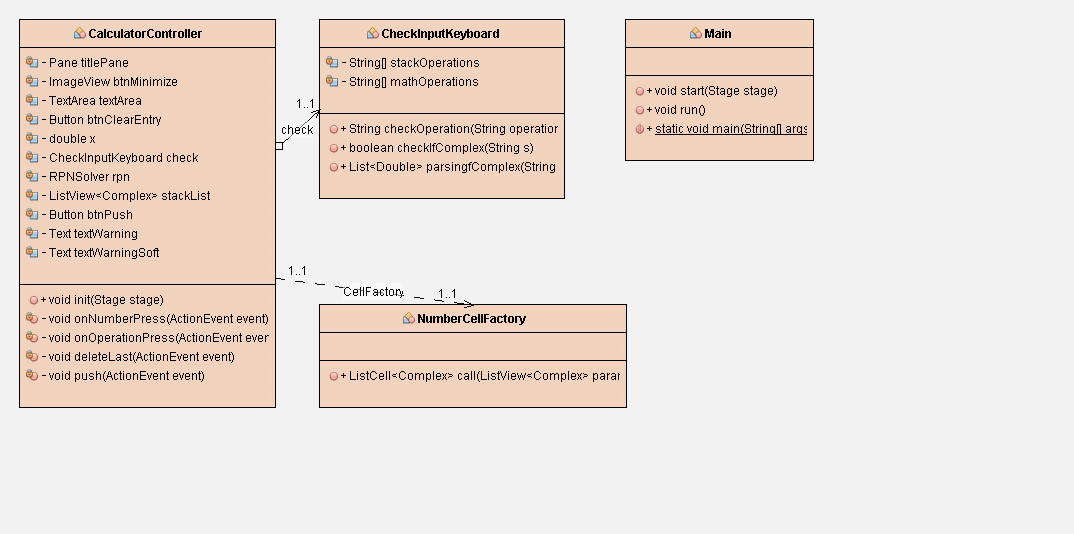 CalculatorController
- Pane titlePane
- ImageView btnMinimize
- TextArea textArea
- Button btnClearEntry
- double x
- CheckInputKeyboard check
- RPNSolver rpn
- ListView<Complex> stackList
- Button btnPush
- Text textWarning
- Text textWarningSoft
+ void init(Stage stage)
- void onNumberPress(ActionEvent event)
- void onOperationPress(ActionEvent ever
- void deleteLast(ActionEvent event)
- void push(ActionEvent event)
1..1
check
CheckInputKeyboard
- String[] stackOperations
- String[] mathOperations
+ String checkOperation(String operatior
+ boolean checkIfComplex(String s)
+ List<Double> parsingfComplex(String
Main
+ void start(Stage stage)
+ void run()
+ static void main(String[] args
1..1
CellFactory
1..1
NumberCellFactory
+ ListCell<Complex> call(ListView<Complex> parar